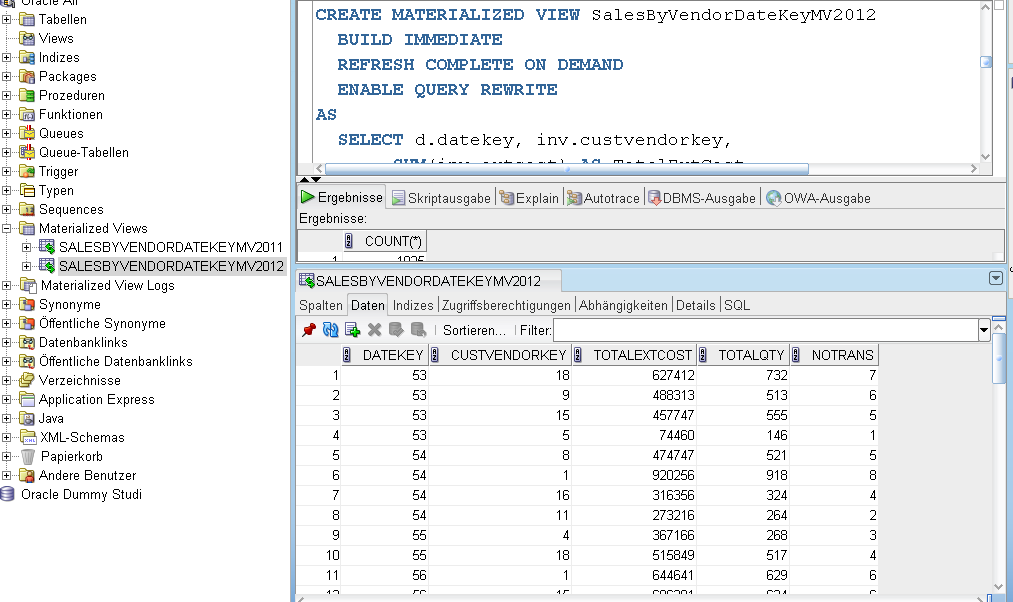 Oracle All
Tabellen
Views
Indizes
Packages
Prozeduren
Funktionen
Queues
Queue-Tabellen
Trigger
Typen
Sequences
Materialized Views
SALESBYVENDORDATEKEYMV2011
SALESBYVENDORDATEKEYMV2012
Materialized View Logs
Synonyme
Öffentliche Synonyme
Datenbanklinks
Öffentliche Datenbanklinks
Verzeichnisse
Application Express
Java
XML-Schemas
Papierkorb
Andere Benutzer
Oracle Dummy Studi
CREATE MATERIALIZED VIEW SalesByVendorDateKeyMV2012
BUILD IMMEDIATE
REFRESH COMPLETE ON DEMAND
ENABLE QUERY REWRITE
AS
SELECT d.datekey, inv.custvendorkey,
SUM(inv.extcost) AS TotalExtCost
Ergebnisse Skriptausgabe Explain Autotrace DBMS-Ausgabe OWA-Ausgabe
Ergebnisse:
COUNT(*)
SALESBYVENDORDATEKEYMV2012
Spalten Daten Indizes Zugriffsberechtigungen Abhängigkeiten Details SQL
Sortieren... Filter:
DATEKEY CUSTVENDORKEY TOTALEXTCOST TOTALQTY NOTRANS
1 53 18 627412 732 7
2 53 9 488313 513 6
3 53 15 457747 555 5
4 53 5 74460 146 1
5 54 8 474747 521 5
6 54 1 920256 918 8
7 54 16 316356 324 4
8 54 11 273216 264 2
9 55 4 367166 268 3
10 55 18 515849 517 4
11 56 1 644641 629 6